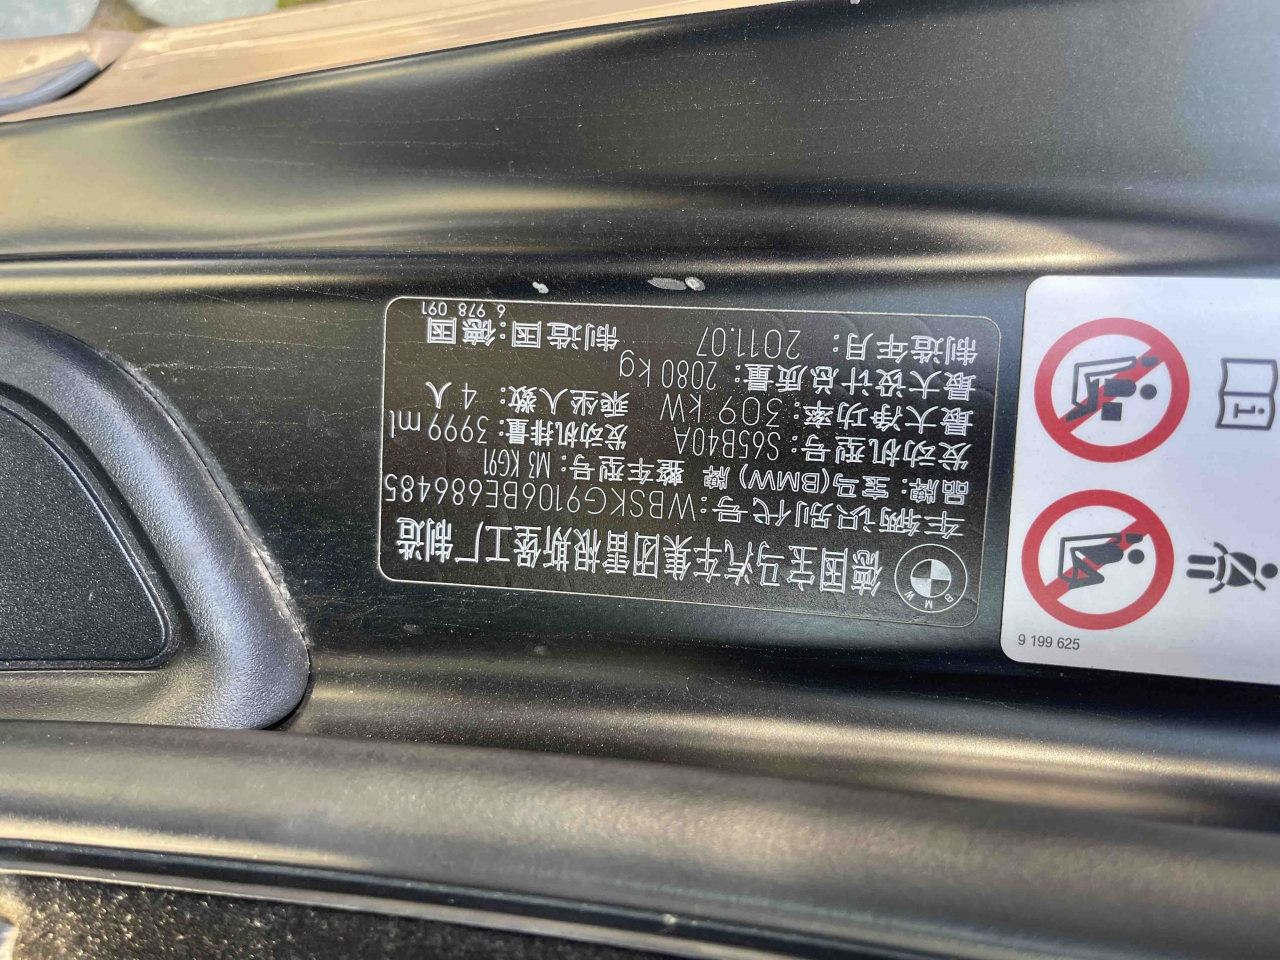 德国宝马汽车集团雷根斯堡工厂制造
车辆识别代号:WBSKG9106BE686485
品牌:宝马(BMW) 牌 整车型号:M3 KG91
发动机型号:S65B40A 发动机排量 3999 ml
最大净功率:309 kW 乘坐人数:4 人
最大设计总质量:2080 kg
制造年月:2011.07 制造国:德国
6 978 091
B M W
9 199 625